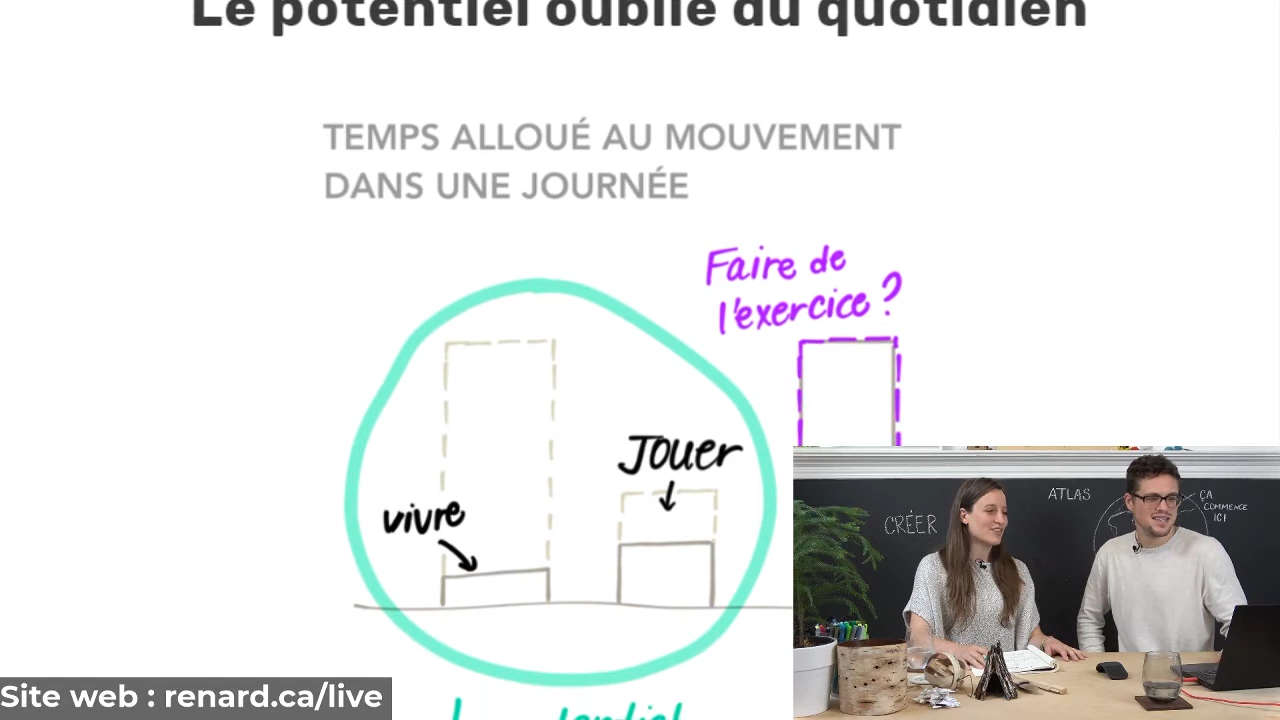 Le potentiel oublié du quotidien
TEMPS ALLOUÉ AU MOUVEMENT
DANS UNE JOURNÉE
Faire de
l'exercice ?
Jouer
vivre
ATLAS
CRÉER
ÇA
COMMENCE
ICI
Site web : renard.ca/live